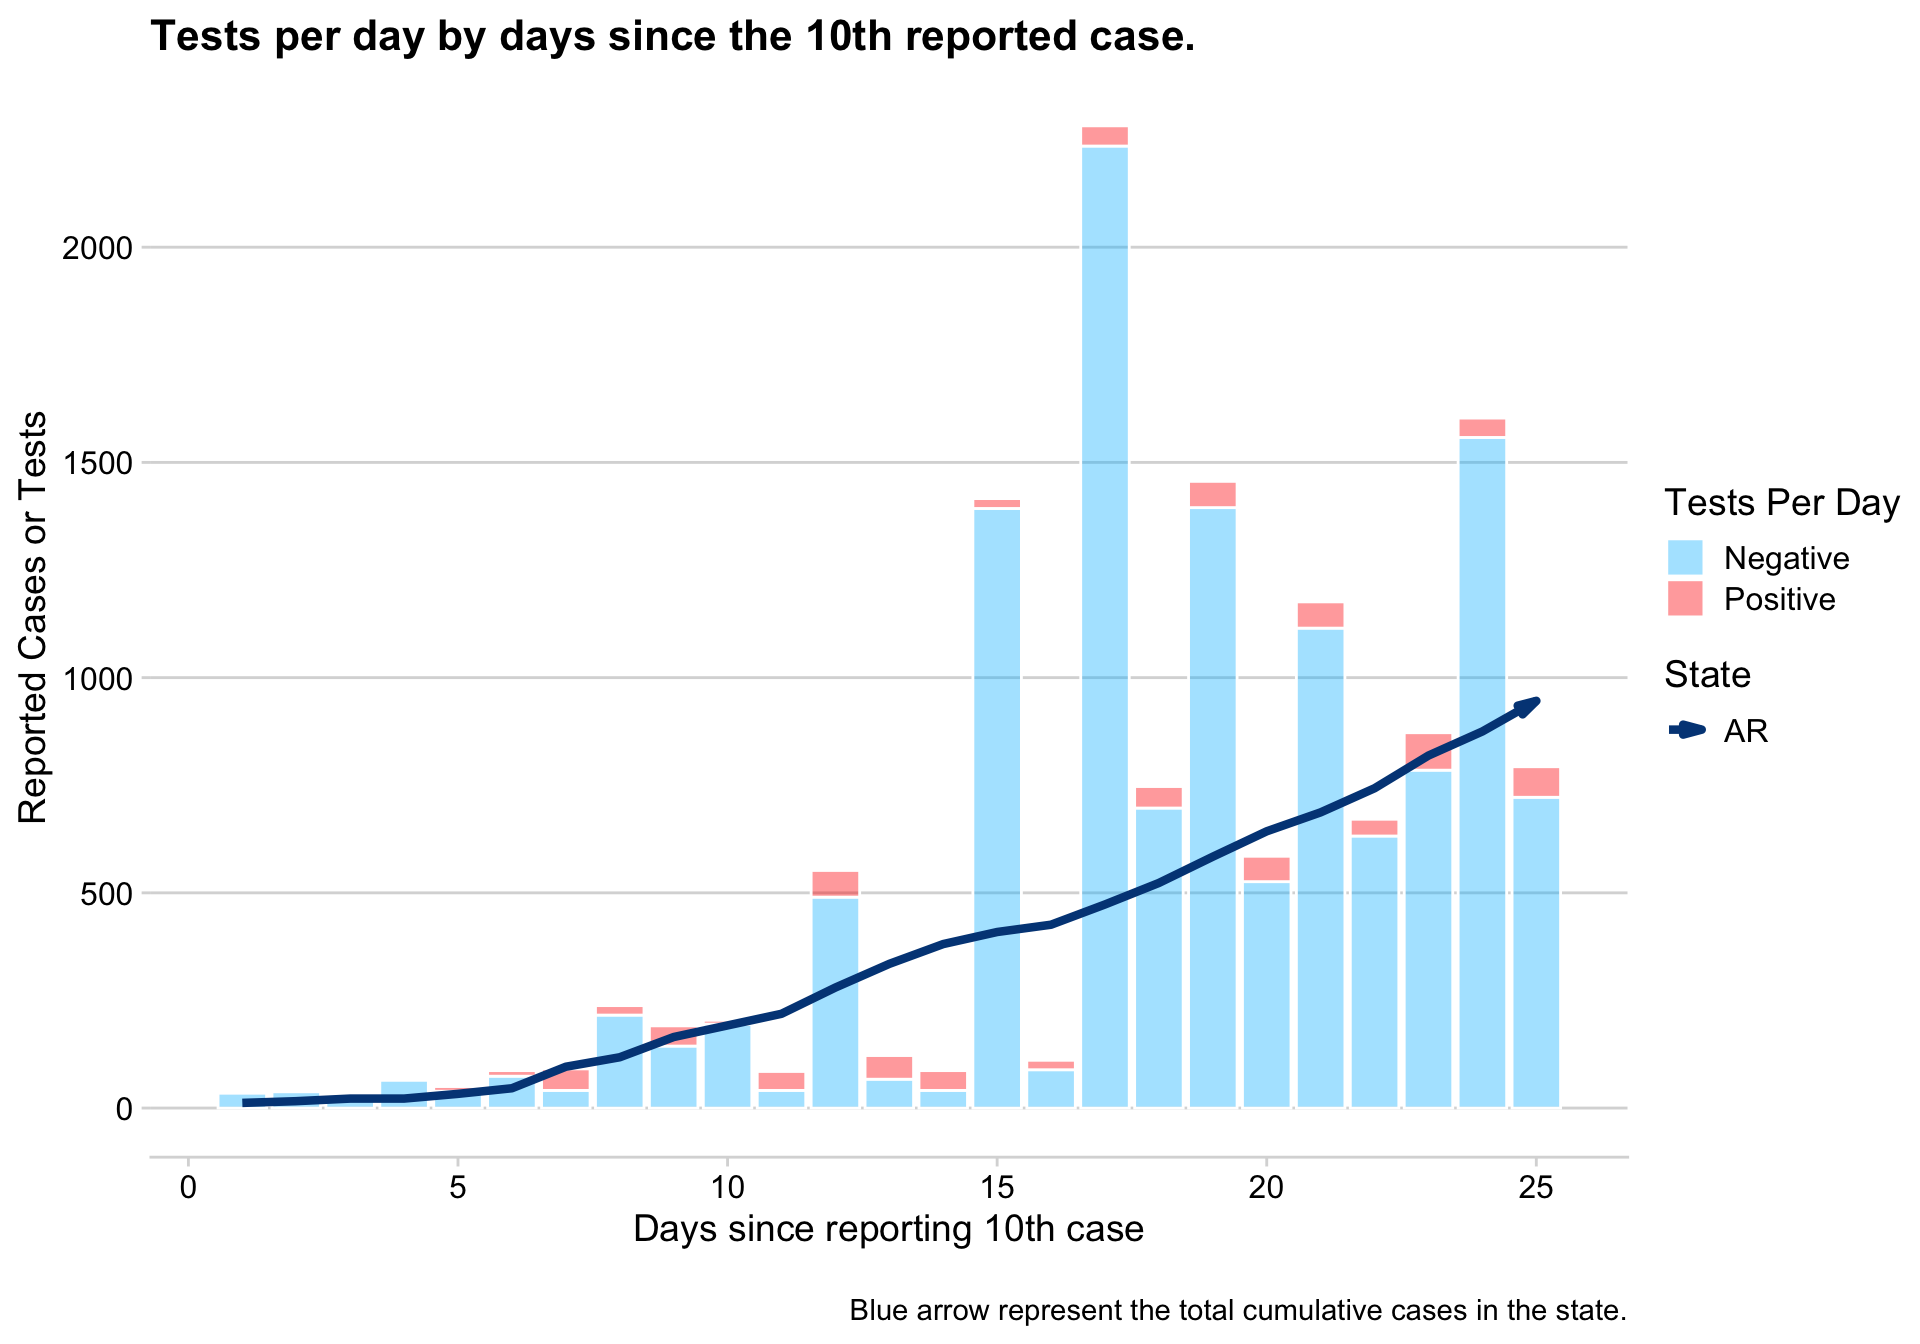 Tests per day by days since the 10th reported case.
Reported Cases or Tests
2000
1500
1000
500
0
0 5 10 15 20 25
Days since reporting 10th case
Tests Per Day
Negative
Positive
State
AR
Blue arrow represent the total cumulative cases in the state.